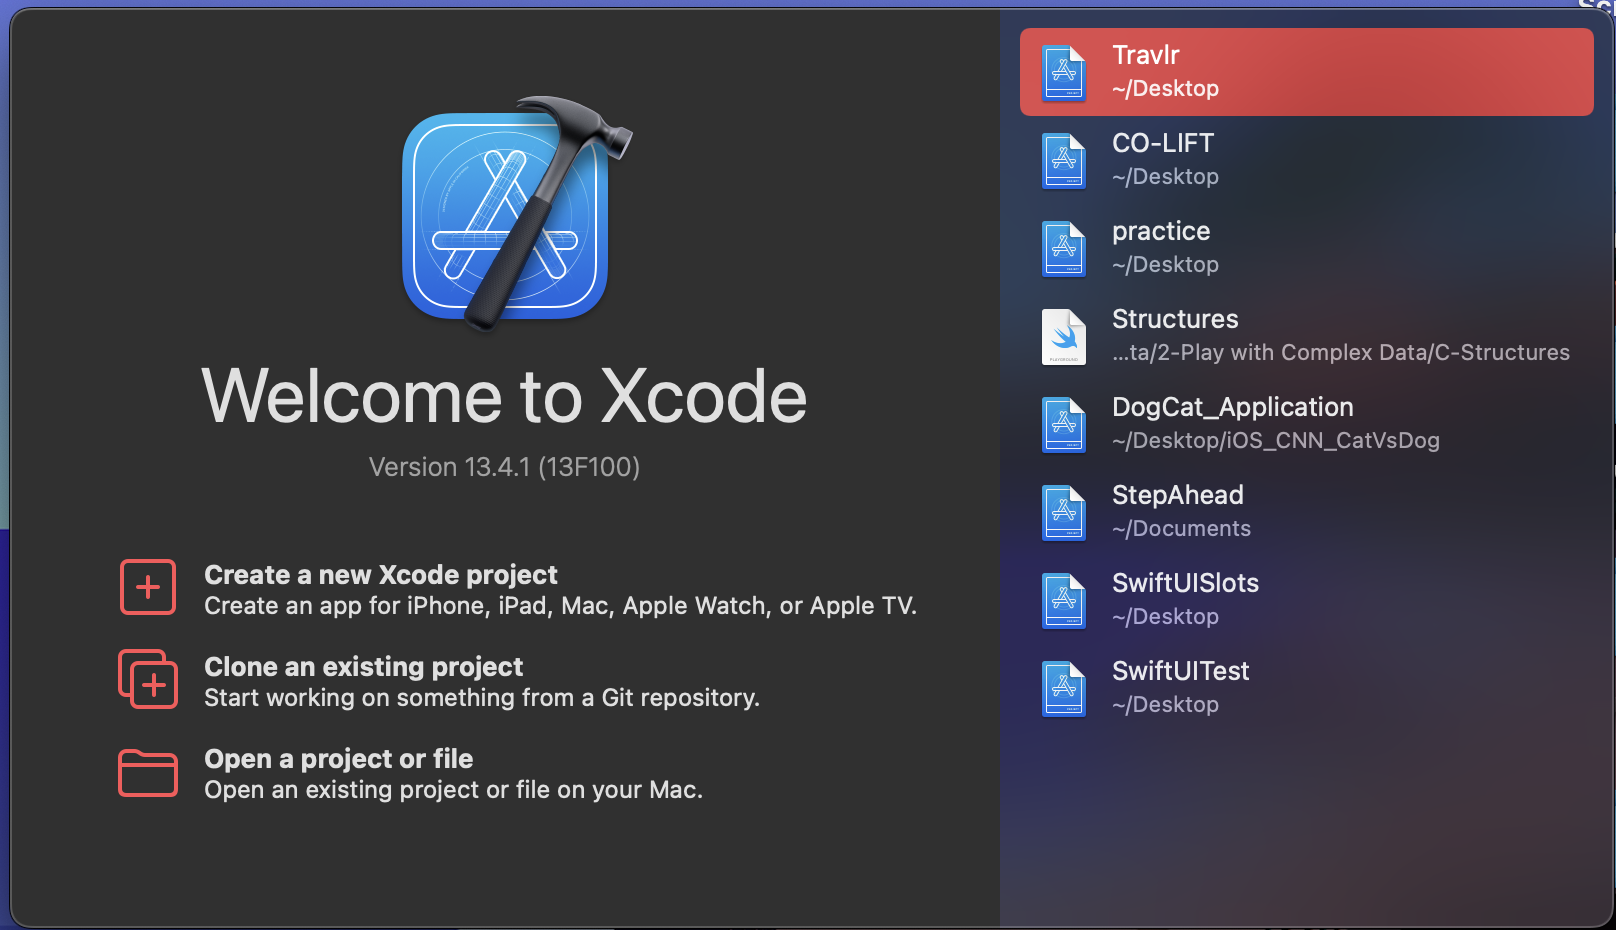 Welcome to Xcode
Version 13.4.1 (13F100)
Create a new Xcode project
Create an app for iPhone, iPad, Mac, Apple Watch, or Apple TV.
Clone an existing project
Start working on something from a Git repository.
Open a project or file
Open an existing project or file on your Mac.
Travlr
~/Desktop
CO-LIFT
~/Desktop
practice
~/Desktop
Structures
...ta/2-Play with Complex Data/C-Structures
DogCat_Application
~/Desktop/iOS_CNN_CatVsDog
StepAhead
~/Documents
SwiftUISlots
~/Desktop
SwiftUITest
~/Desktop